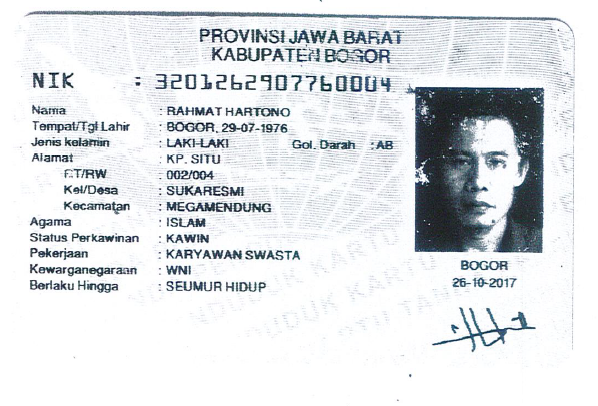 PROVINSI JAWA BARAT
KABUPATEN BOGOR
NIK : 3201262907760004
Nama : RAHMAT HARTONO
Tempat/Tgl Lahir : BOGOR, 29-07-1976
Jenis kelamin : LAKI-LAKI Gol. Darah : AB
Alamat : KP. SITU
RT/RW : 002/004
Kel/Desa : SUKARESMI
Kecamatan : MEGAMENDUNG
Agama : ISLAM
Status Perkawinan : KAWIN
Pekerjaan : KARYAWAN SWASTA
Kewarganegaraan : WNI
Berlaku Hingga : SEUMUR HIDUP
BOGOR
26-10-2017